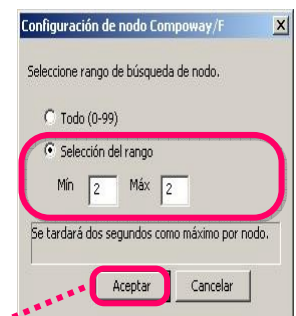 Configuración de nodo Compoway/F
Seleccione rango de búsqueda de nodo.
Todo (0-99)
Selección del rango
Mín 2 Máx 2
Se tardará dos segundos como máximo por nodo.
Aceptar Cancelar